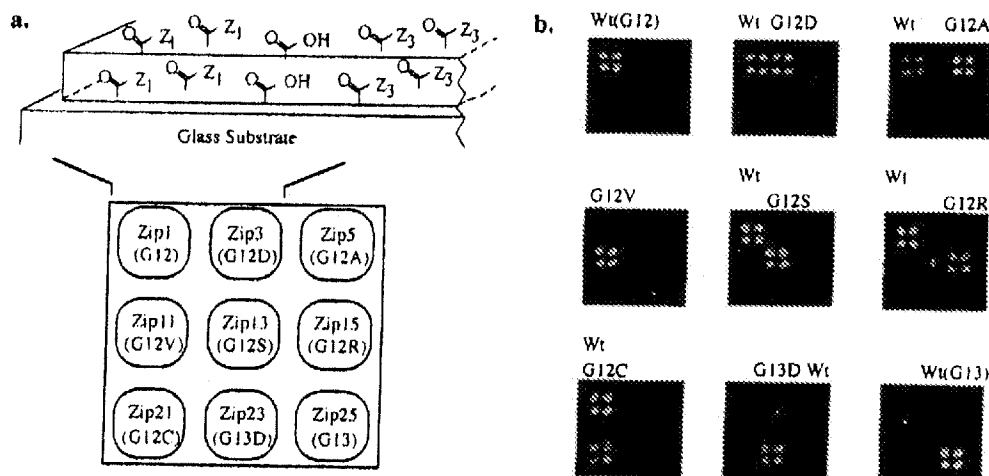 a.
O Z1 O Z1 O OH O Z3 O Z3
O Z1 O Z1 O OH O Z3 O Z3
Glass Substrate
Zip1 Zip3 Zip5
(G12) (G12D) (G12A)
Zip11 Zip13 Zip15
(G12V) (G12S) (G12R)
Zip21 Zip23 Zip25
(G12C) (G13D) (G13)
b.
Wt(G12) Wt G12D Wt G12A
Wt Wt
G12V G12S G12R
Wt
G12C G13D Wt Wt(G13)